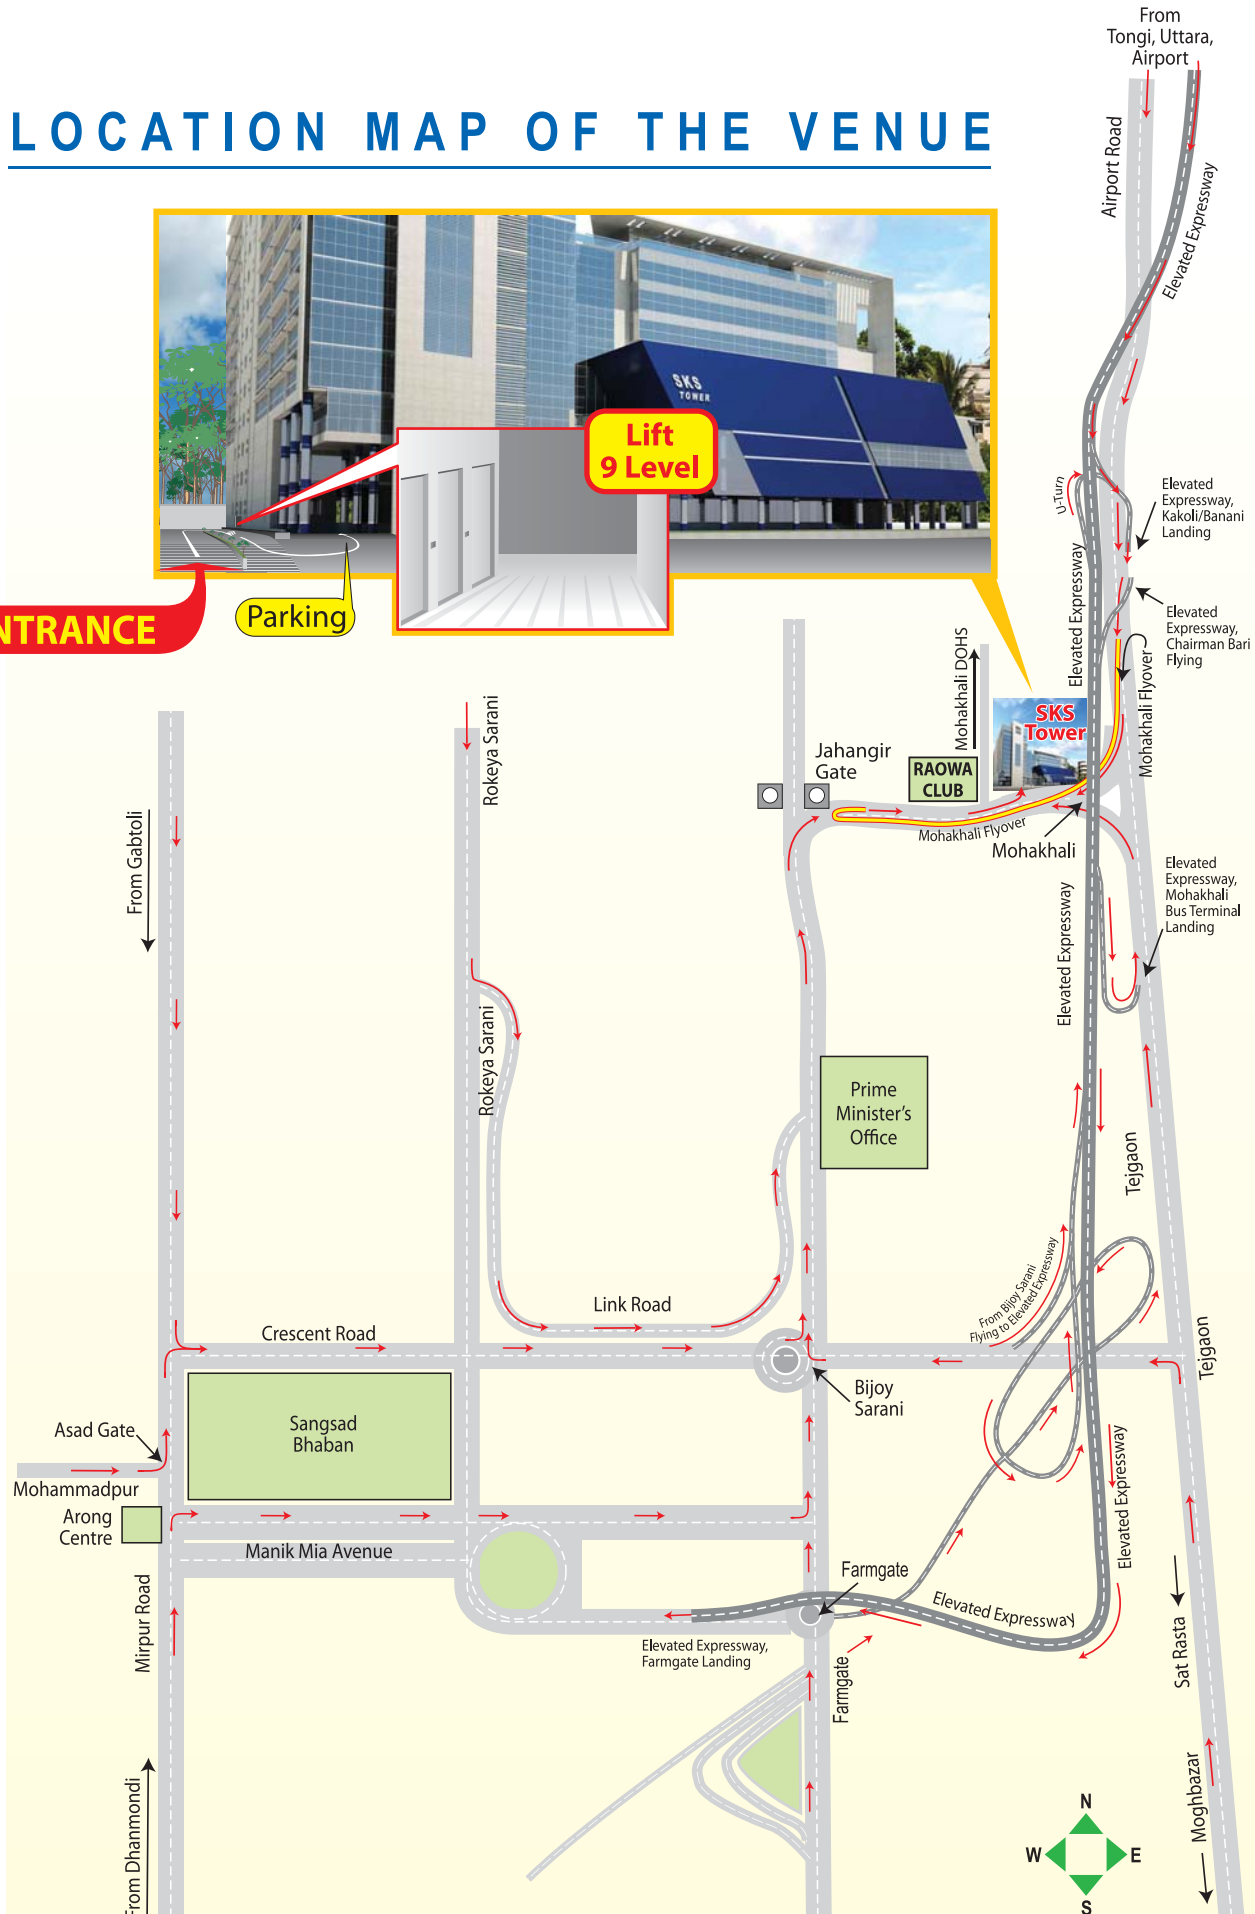 From
Tongi, Uttara,
Airport
LOCATION MAP OF THE VENUE
Airport Road
Elevated Expressway
SKS
TOWER
Lift
9 Level
U-Turn
Elevated
Expressway,
Kakoli/Banani
Landing
Elevated Expressway
NTRANCE
Parking
Elevated
Expressway,
Chairman Bari
Flying
Mohakhali DOHS
Mohakhali Flyover
SKS
Tower
Rokeya Sarani
Jahangir
Gate
RAOWA
CLUB
Mohakhali Flyover
Mohakhali
From Gabtoli
Elevated
Expressway,
Mohakhali
Bus Terminal
Landing
Elevated Expressway
Rokeya Sarani
Prime
Minister's
Office
Tejgaon
From Bijoy Sarani
Flying to Elevated Expressway
Link Road
Crescent Road
Tejgaon
Bijoy
Sarani
Sangsad
Bhaban
Asad Gate
Mohammadpur
Arong
Centre
Elevated Expressway
Manik Mia Avenue
Farmgate
Mirpur Road
Elevated Expressway
Elevated Expressway,
Farmgate Landing
Farmgate
Sat Rasta
From Dhanmondi
Moghbazar
N
W
E
S